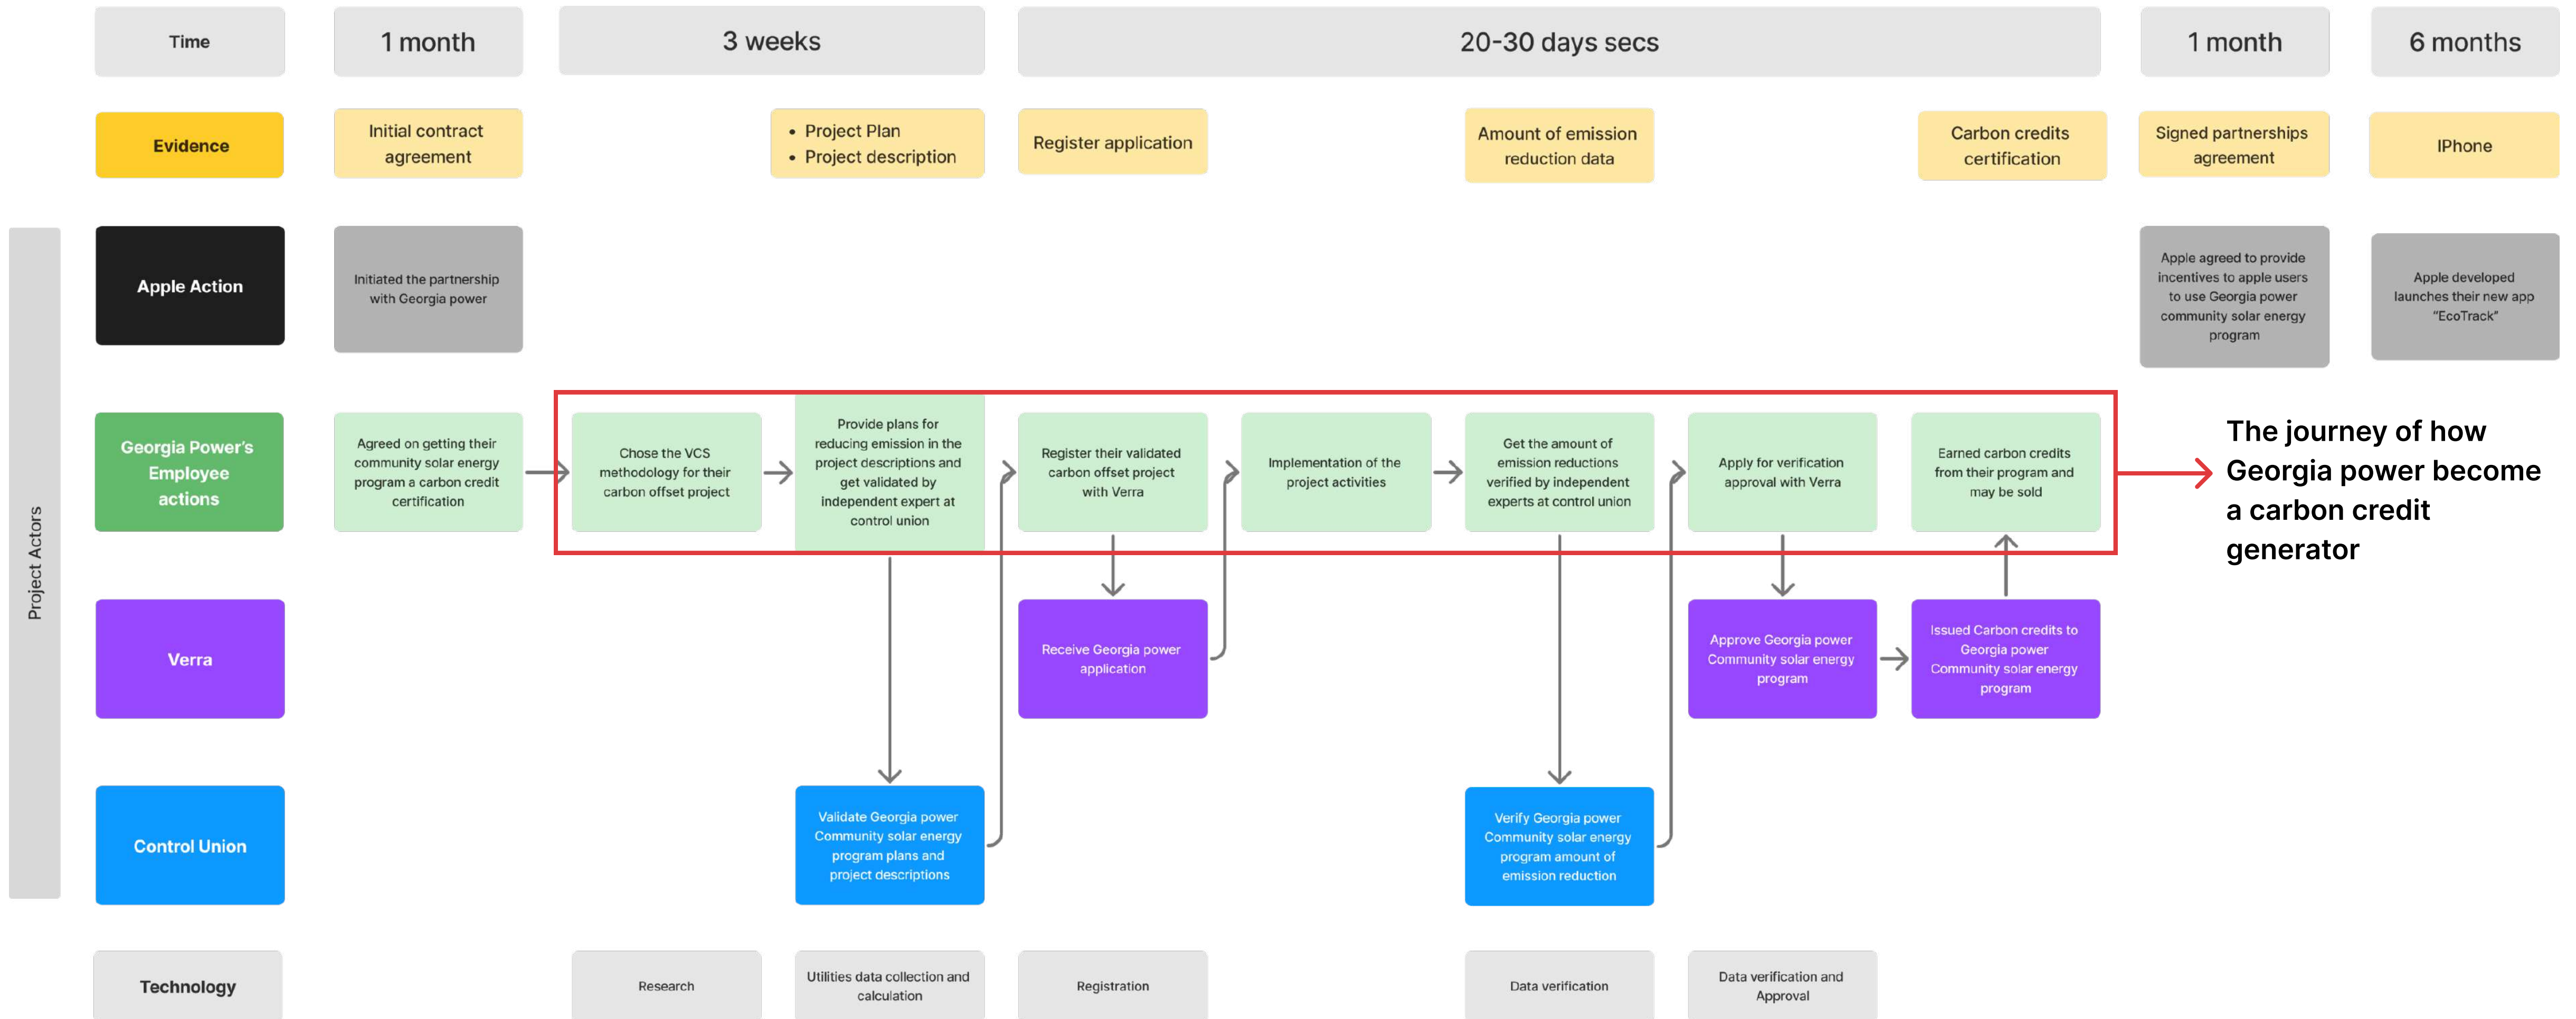 Time
1 month
3 weeks
20-30 days secs
1 month
6 months
Evidence
Initial contract
agreement
• Project Plan
• Project description
Register application
Amount of emission
reduction data
Carbon credits
certification
Signed partnerships
agreement
IPhone
Project Actors
Apple Action
Initiated the partnership
with Georgia power
Apple agreed to provide
incentives to apple users
to use Georgia power
community solar energy
program
Apple developed
launches their new app
“EcoTrack”
Georgia Power’s
Employee
actions
Agreed on getting their
community solar energy
program a carbon credit
certification
Chose the VCS
methodology for their
carbon offset project
Provide plans for
reducing emission in the
project descriptions and
get validated by
independent expert at
control union
Register their validated
carbon offset project
with Verra
Implementation of the
project activities
Get the amount of
emission reductions
verified by independent
experts at control union
Apply for verification
approval with Verra
Earned carbon credits
from their program and
may be sold
The journey of how
Georgia power become
a carbon credit
generator
Verra
Receive Georgia power
application
Approve Georgia power
Community solar energy
program
Issued Carbon credits to
Georgia power
Community solar energy
program
Control Union
Validate Georgia power
Community solar energy
program plans and
project descriptions
Verify Georgia power
Community solar energy
program amount of
emission reduction
Technology
Research
Utilities data collection and
calculation
Registration
Data verification
Data verification and
Approval